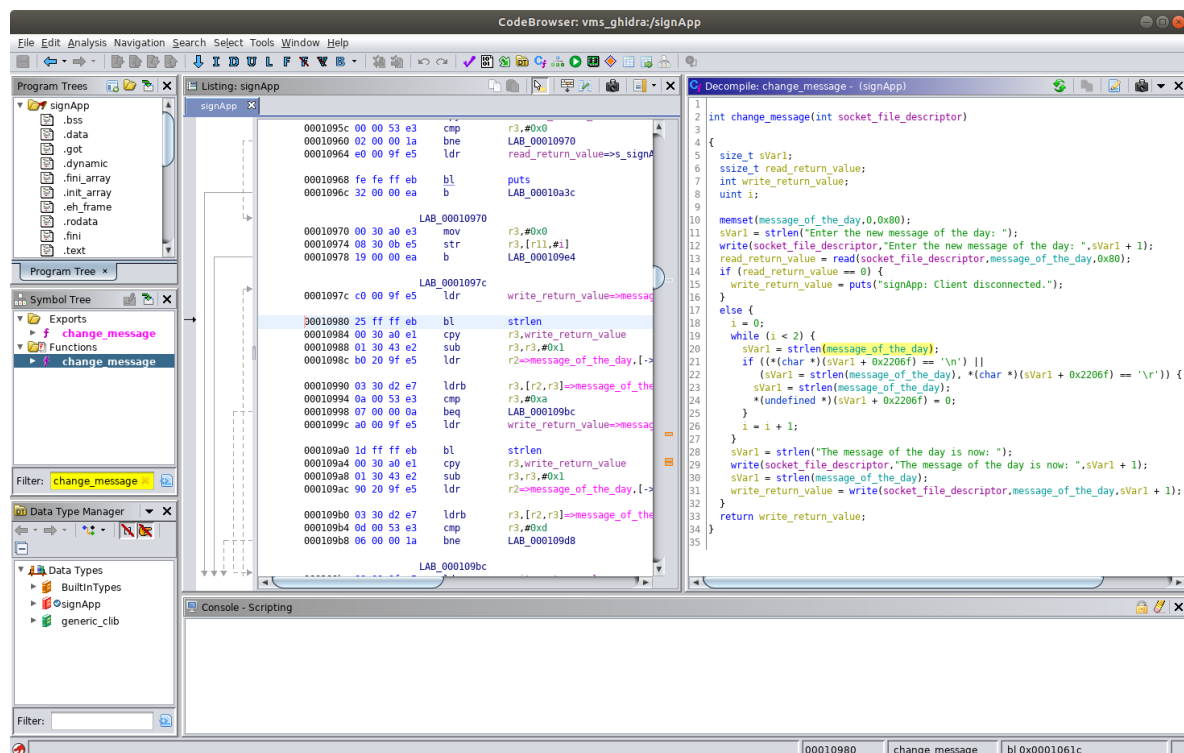 CodeBrowser: vms_ghidra:/signApp
File Edit Analysis Navigation Search Select Tools Window Help
I D U L F B
Program Trees
signApp
.bss
.data
.got
.dynamic
.fini_array
.init_array
.eh_frame
.rodata
.fini
.text
Program Tree ×
Symbol Tree
Exports
f change_message
Functions
f change_message
Filter: change_message
Data Type Manager
Data Types
BuiltInTypes
signApp
generic_clib
Filter:
Listing: signApp
signApp
0001095c 00 00 53 e3 cmp r3,#0x0
00010960 02 00 00 1a bne LAB_00010970
00010964 e0 00 9f e5 ldr read_return_value=>s_signA
00010968 fe fe ff eb bl puts
0001096c 32 00 00 ea b LAB_00010a3c
LAB_00010970
00010970 00 30 a0 e3 mov r3,#0x0
00010974 08 30 0b e5 str r3,[r11,#i]
00010978 19 00 00 ea b LAB_000109e4
LAB_0001097c
0001097c c0 00 9f e5 ldr write_return_value=>messag
00010980 25 ff ff eb bl strlen
00010984 00 30 a0 e1 cpy r3,write_return_value
00010988 01 30 43 e2 sub r3,r3,#0x1
0001098c b0 20 9f e5 ldr r2=>message_of_the_day,[->
00010990 03 30 d2 e7 ldrb r3,[r2,r3]=>message_of_the
00010994 0a 00 53 e3 cmp r3,#0xa
00010998 07 00 00 0a beq LAB_000109bc
0001099c a0 00 9f e5 ldr write_return_value=>messag
000109a0 1d ff ff eb bl strlen
000109a4 00 30 a0 e1 cpy r3,write_return_value
000109a8 01 30 43 e2 sub r3,r3,#0x1
000109ac 90 20 9f e5 ldr r2=>message_of_the_day,[->
000109b0 03 30 d2 e7 ldrb r3,[r2,r3]=>message_of_the
000109b4 0d 00 53 e3 cmp r3,#0xd
000109b8 06 00 00 1a bne LAB_000109d8
LAB_000109bc
Decompile: change_message - (signApp)
1
2 int change_message(int socket_file_descriptor)
3
4 {
5 size_t sVar1;
6 ssize_t read_return_value;
7 int write_return_value;
8 uint i;
9
10 memset(message_of_the_day,0,0x80);
11 sVar1 = strlen("Enter the new message of the day: ");
12 write(socket_file_descriptor,"Enter the new message of the day: ",sVar1 + 1);
13 read_return_value = read(socket_file_descriptor,message_of_the_day,0x80);
14 if (read_return_value == 0) {
15 write_return_value = puts("signApp: Client disconnected.");
16 }
17 else {
18 i = 0;
19 while (i < 2) {
20 sVar1 = strlen(message_of_the_day);
21 if ((*(char *)(sVar1 + 0x2206f) == '\n') ||
22 (sVar1 = strlen(message_of_the_day), *(char *)(sVar1 + 0x2206f) == '\r')) {
23 sVar1 = strlen(message_of_the_day);
24 *(undefined *)(sVar1 + 0x2206f) = 0;
25 }
26 i = i + 1;
27 }
28 sVar1 = strlen("The message of the day is now: ");
29 write(socket_file_descriptor,"The message of the day is now: ",sVar1 + 1);
30 sVar1 = strlen(message_of_the_day);
31 write_return_value = write(socket_file_descriptor,message_of_the_day,sVar1 + 1);
32 }
33 return write_return_value;
34 }
35
Console - Scripting
00010980 change_message bl 0x0001061c